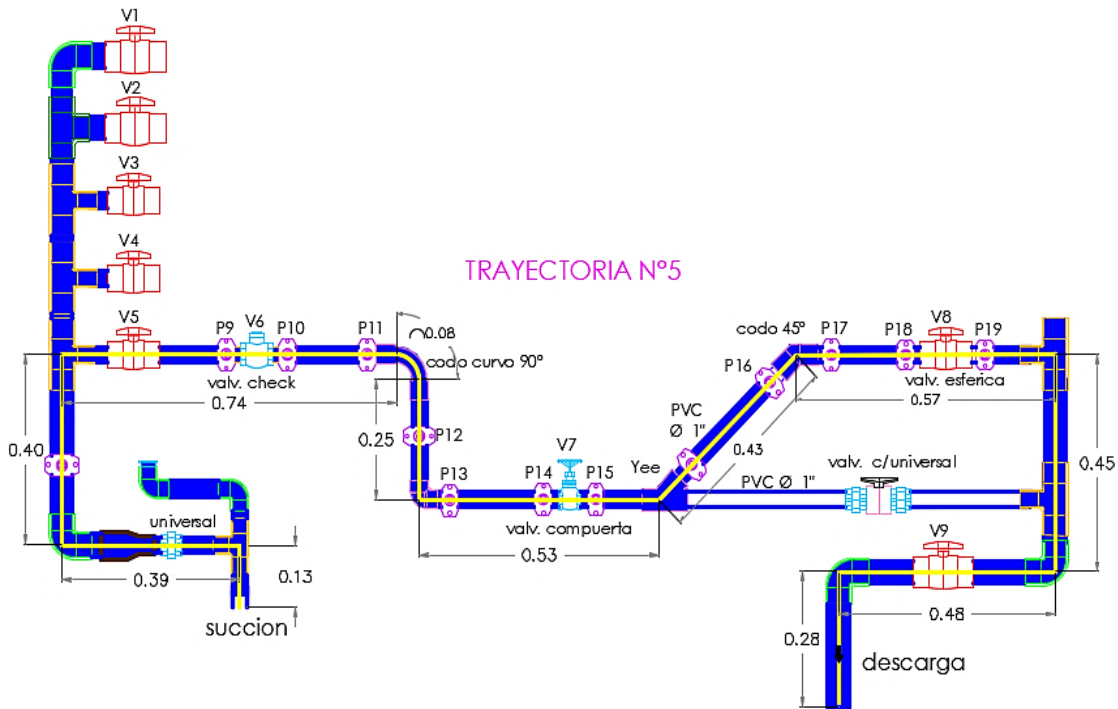 V1
V2
V3
V4
TRAYECTORIA N°5
V5
P9
V6
P10
P11
0.08
codo curvo 90°
valv. check
0.74
codo 45°
P17
P18
V8
P19
valv. esferica
0.57
P16
0.40
0.25
P12
PVC
Ø 1"
0.43
0.45
P13
P14
V7
P15
Yee
PVC Ø 1"
valv. c/universal
valv. compuerta
0.53
universal
0.39
0.13
succion
V9
0.48
0.28
descarga